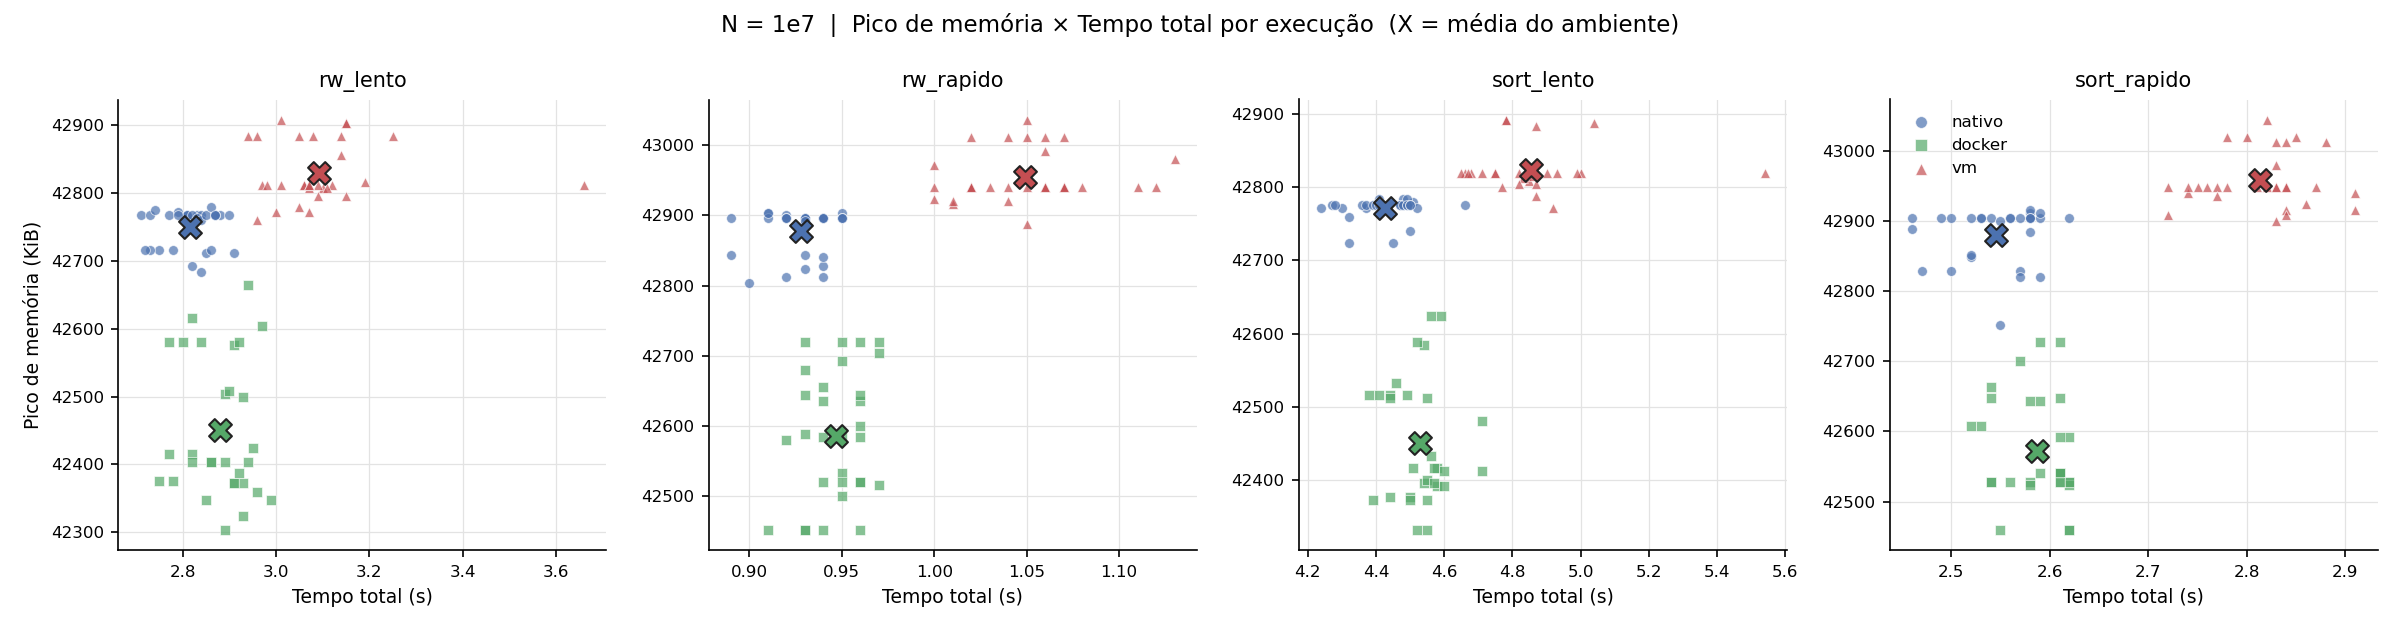 N = 1e7 | Pico de memória × Tempo total por execução (X = média do ambiente)
rw_lento
Pico de memória (KiB)
42900
42800
42700
42600
42500
42400
42300
2.8 3.0 3.2 3.4 3.6
Tempo total (s)
rw_rapido
43000
42900
42800
42700
42600
42500
0.90 0.95 1.00 1.05 1.10
Tempo total (s)
sort_lento
42900
42800
42700
42600
42500
42400
4.2 4.4 4.6 4.8 5.0 5.2 5.4 5.6
Tempo total (s)
sort_rapido
nativo
docker
vm
43000
42900
42800
42700
42600
42500
2.5 2.6 2.7 2.8 2.9
Tempo total (s)